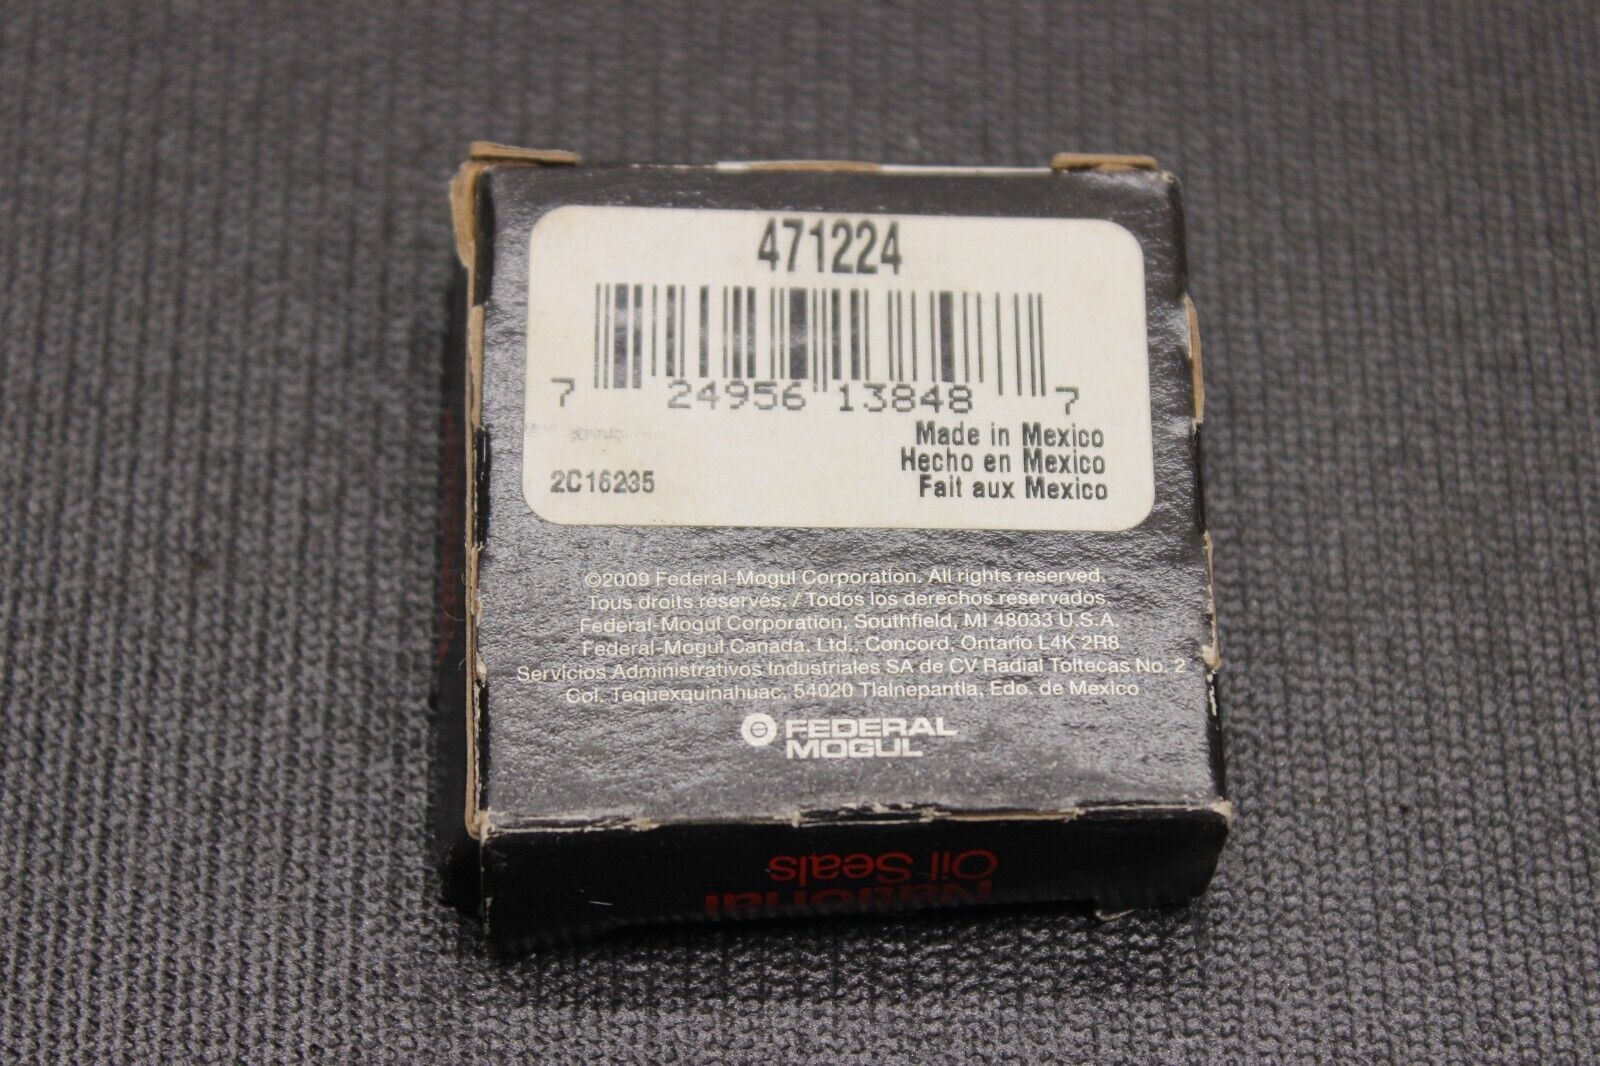 471224
7 24956 13848 7
Made in Mexico
Hecho en Mexico
2C16235
Fait aux Mexico
©2009 Federal-Mogul Corporation. All rights reserved.
Tous droits réservés. / Todos los derechos reservados.
Federal-Mogul Corporation, Southfield, MI 48033 U.S.A.
Federal-Mogul Canada, Ltd., Concord, Ontario L4K 2R8
Servicios Administrativos Industriales SA de CV Radial Toltecas No. 2
Col. Tequexquinahuac, 54020 Tlalnepantla, Edo. de Mexico
FEDERAL
MOGUL
National
Oil Seals